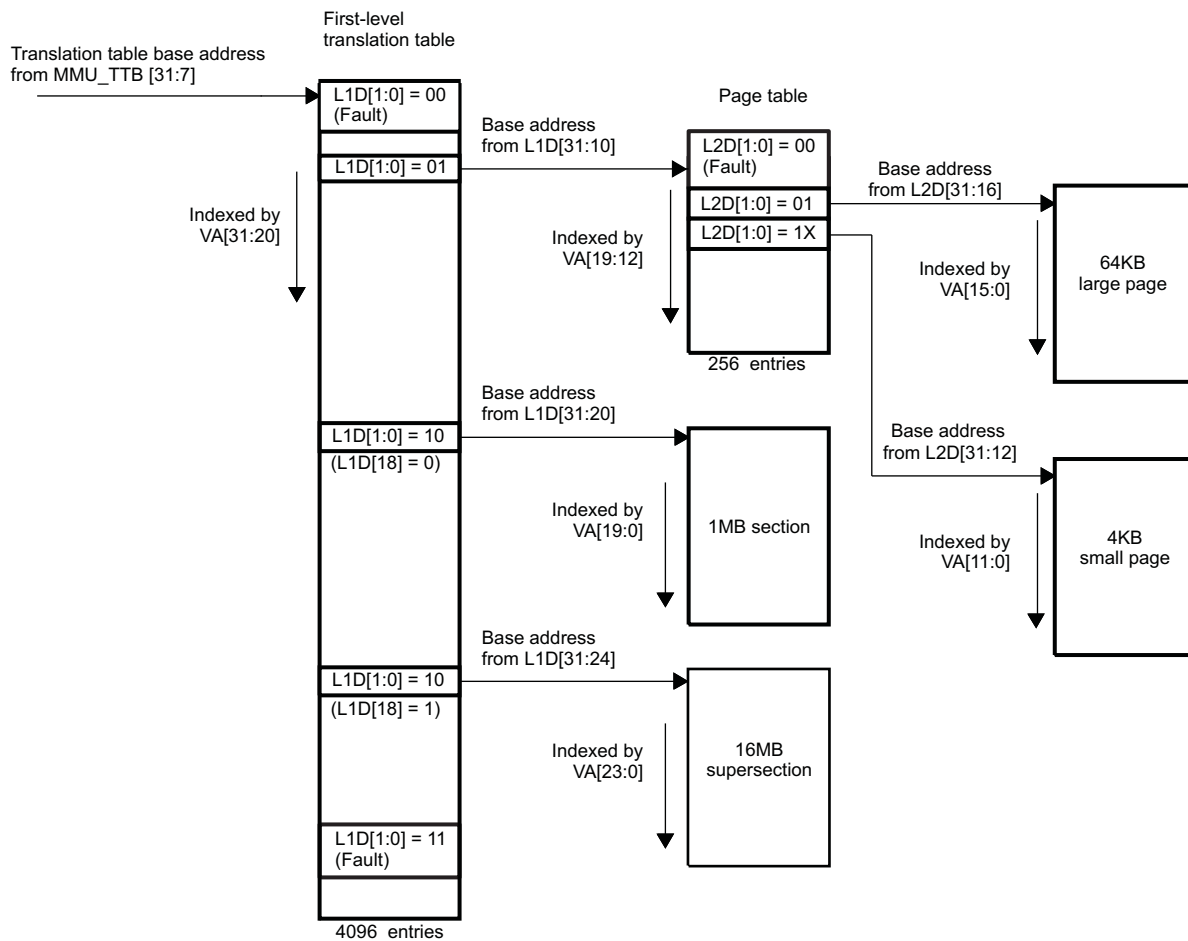 First-level
translation table
Translation table base address
from MMU_TTB [31:7]
L1D[1:0] = 00
(Fault)
Page table
Base address
from L1D[31:10]
L2D[1:0] = 00
(Fault)
L1D[1:0] = 01
Base address
from L2D[31:16]
L2D[1:0] = 01
Indexed by
VA[31:20]
L2D[1:0] = 1X
Indexed by
VA[19:12]
Indexed by
VA[15:0]
64KB
large page
256 entries
Base address
from L1D[31:20]
L1D[1:0] = 10
(L1D[18] = 0)
Base address
from L2D[31:12]
Indexed by
VA[19:0]
1MB section
Indexed by
VA[11:0]
4KB
small page
Base address
from L1D[31:24]
L1D[1:0] = 10
(L1D[18] = 1)
Indexed by
VA[23:0]
16MB
supersection
L1D[1:0] = 11
(Fault)
4096 entries